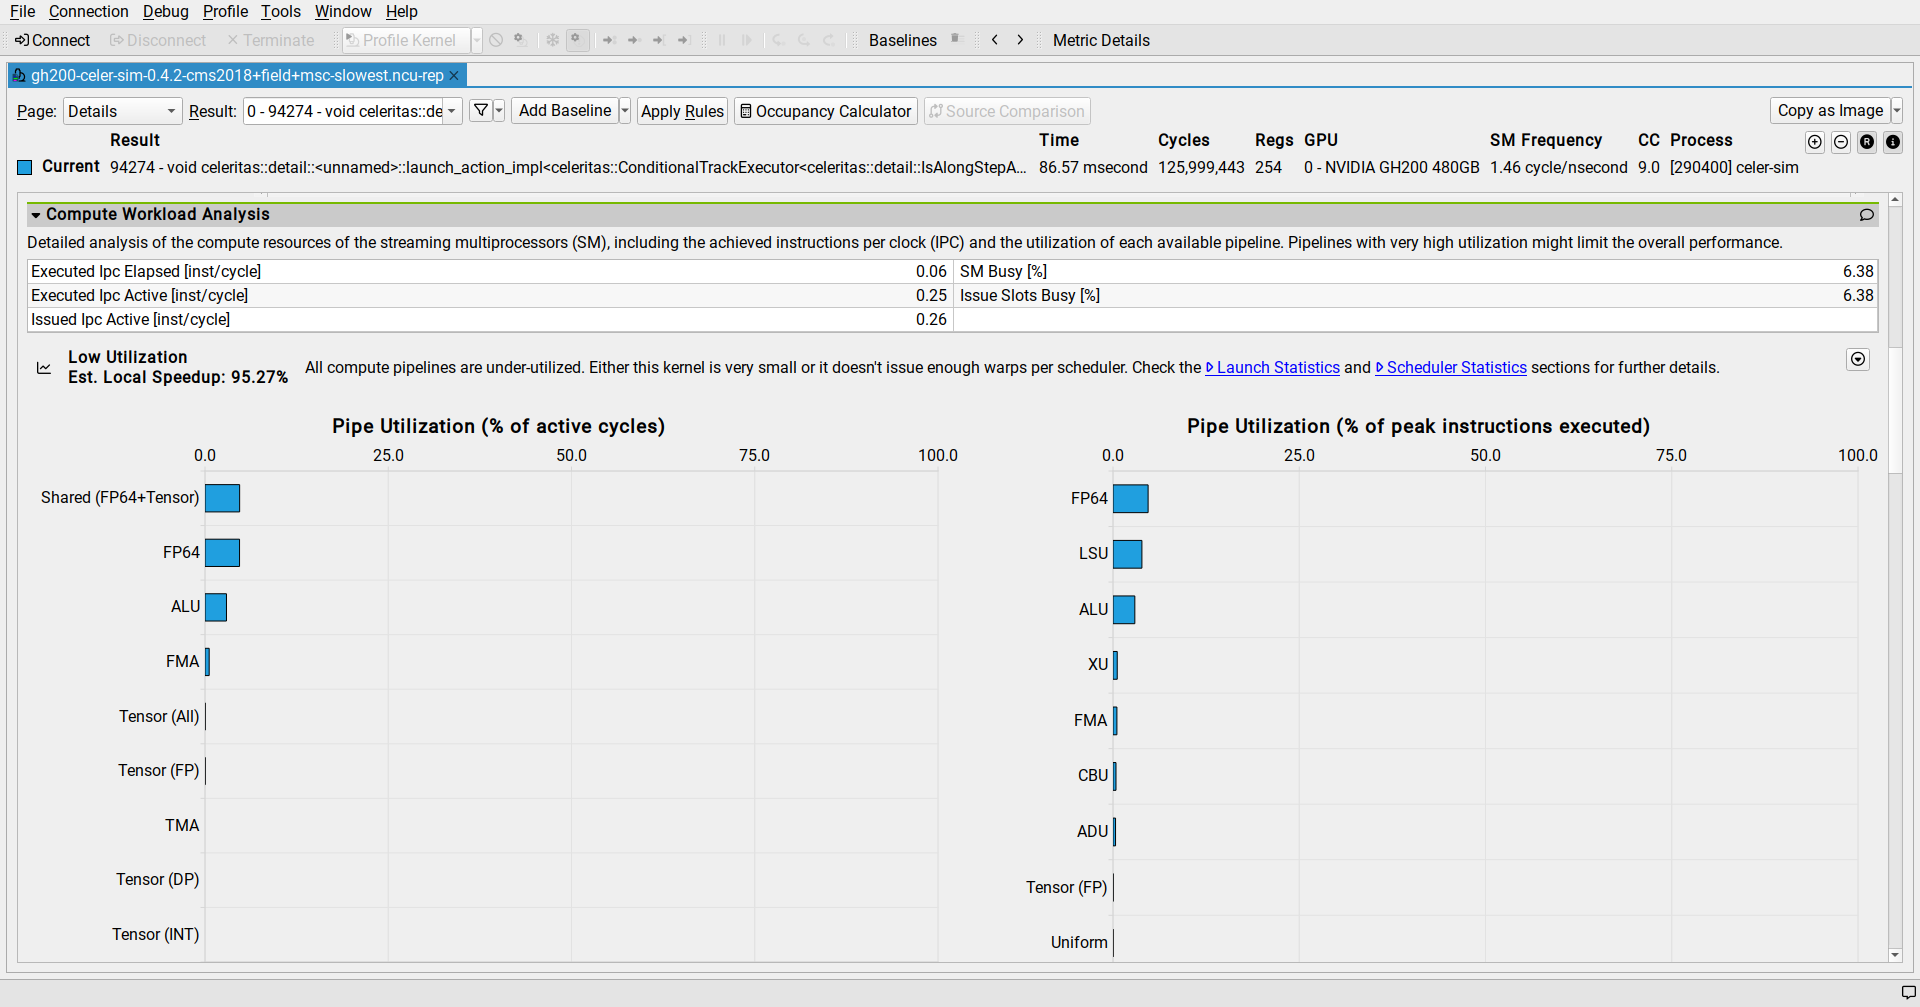 File Connection Debug Profile Tools Window Help
Connect Disconnect Terminate Profile Kernel Baselines Metric Details
gh200-celer-sim-0.4.2-cms2018+field+msc-slowest.ncu-rep
Page: Details Result: 0 - 94274 - void celeritas::de Add Baseline Apply Rules Occupancy Calculator Source Comparison Copy as Image
Result Time Cycles Regs GPU SM Frequency CC Process
Current 94274 - void celeritas::detail::<unnamed>::launch_action_impl<celeritas::ConditionalTrackExecutor<celeritas::detail::IsAlongStepA... 86.57 msecond 125,999,443 254 0 - NVIDIA GH200 480GB 1.46 cycle/nsecond 9.0 [290400] celer-sim
Compute Workload Analysis
Detailed analysis of the compute resources of the streaming multiprocessors (SM), including the achieved instructions per clock (IPC) and the utilization of each available pipeline. Pipelines with very high utilization might limit the overall performance.
Executed Ipc Elapsed [inst/cycle] 0.06 SM Busy [%] 6.38
Executed Ipc Active [inst/cycle] 0.25 Issue Slots Busy [%] 6.38
Issued Ipc Active [inst/cycle] 0.26
Low Utilization
Est. Local Speedup: 95.27%
All compute pipelines are under-utilized. Either this kernel is very small or it doesn't issue enough warps per scheduler. Check the Launch Statistics and Scheduler Statistics sections for further details.
Pipe Utilization (% of active cycles)
0.0 25.0 50.0 75.0 100.0
Shared (FP64+Tensor)
FP64
ALU
FMA
Tensor (All)
Tensor (FP)
TMA
Tensor (DP)
Tensor (INT)
Pipe Utilization (% of peak instructions executed)
0.0 25.0 50.0 75.0 100.0
FP64
LSU
ALU
XU
FMA
CBU
ADU
Tensor (FP)
Uniform